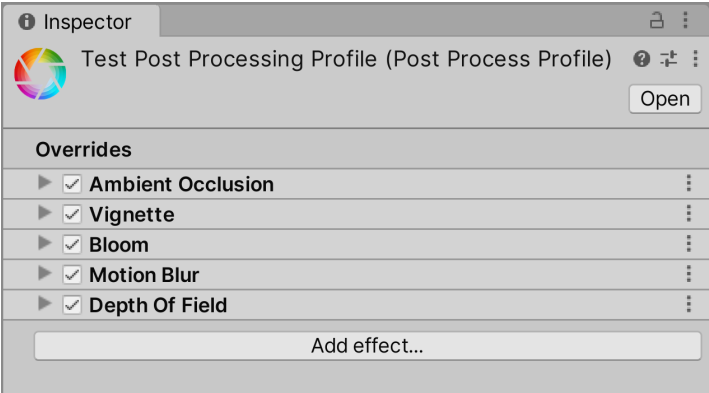 Inspector
Test Post Processing Profile (Post Process Profile)
Open
Overrides
Ambient Occlusion
Vignette
Bloom
Motion Blur
Depth Of Field
Add effect...